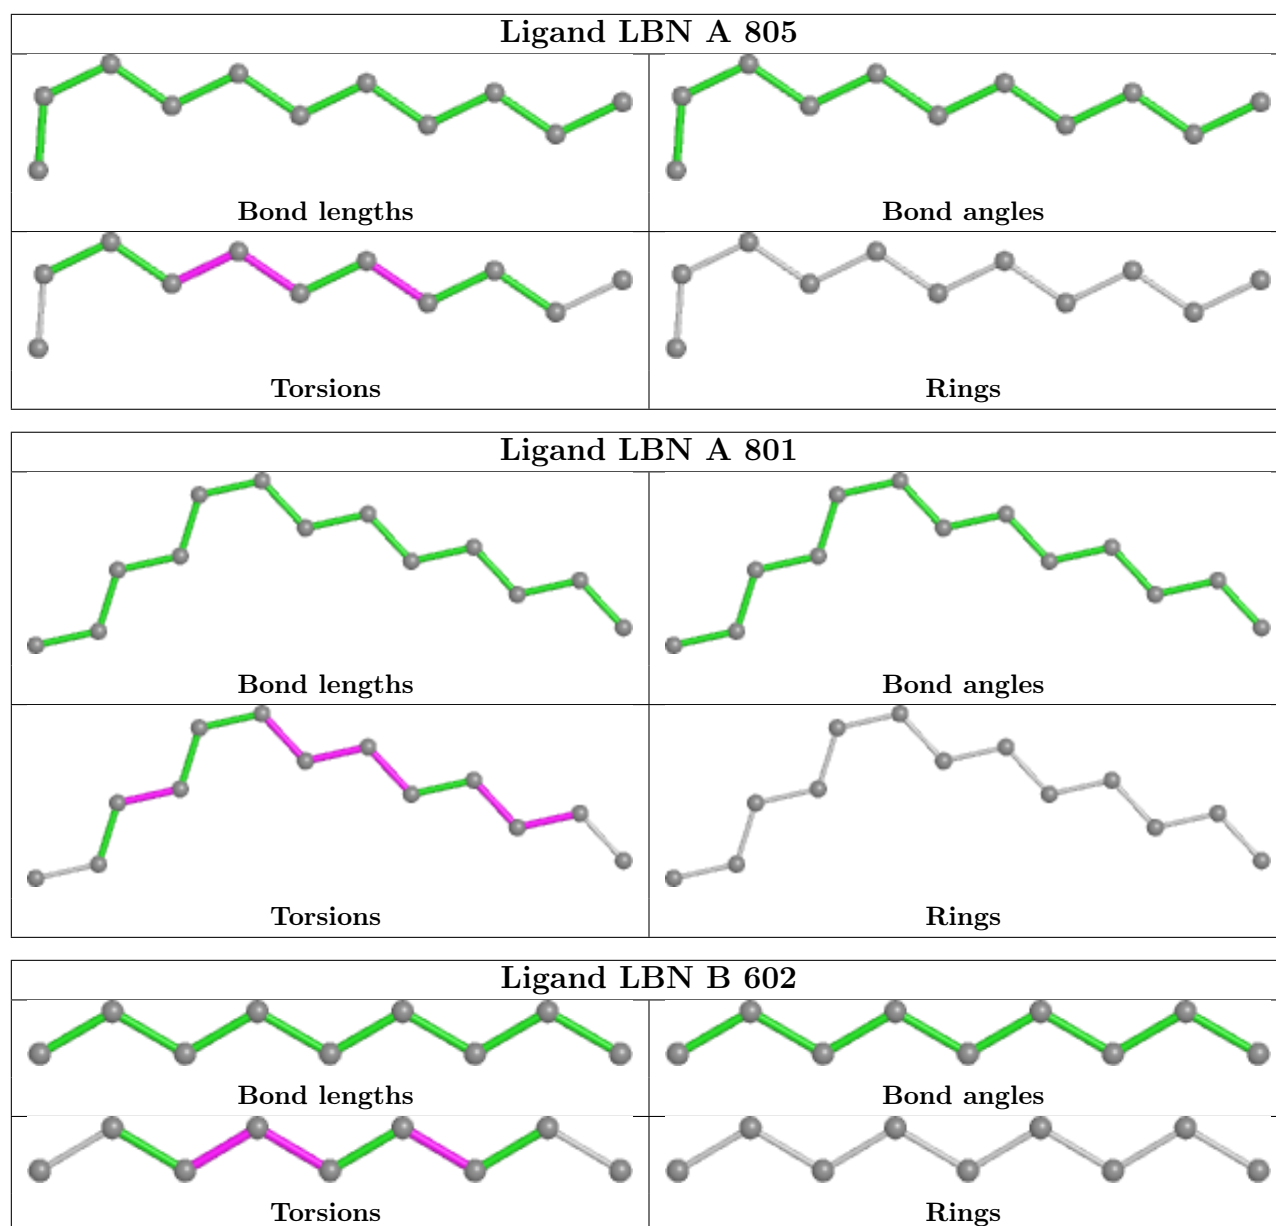 Ligand LBN A 805
Bond lengths
Bond angles
Torsions
Rings
Ligand LBN A 801
Bond lengths
Bond angles
Torsions
Rings
Ligand LBN B 602
Bond lengths
Bond angles
Torsions
Rings